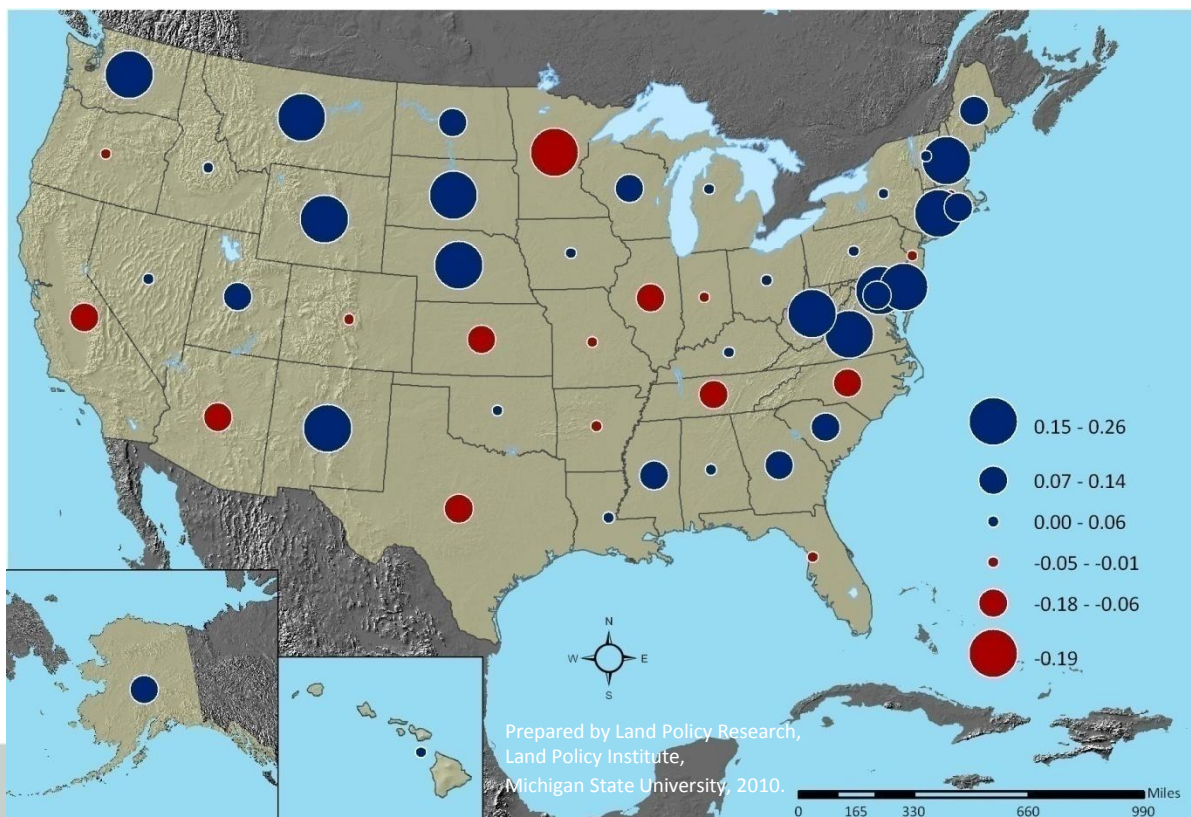 0.15 - 0.26
0.07 - 0.14
0.00 - 0.06
-0.05 - -0.01
-0.18 - -0.06
-0.19
N
W E
S
Prepared by Land Policy Research,
Land Policy Institute,
Michigan State University, 2010.
Miles
0 165 330 660 990